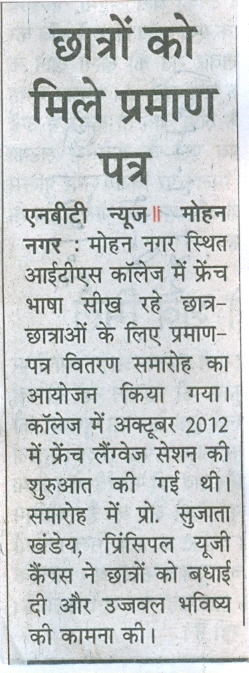 छात्रों को
मिले प्रमाण
पत्र
एनबीटी न्यूज॥ मोहन
नगर : मोहन नगर स्थित
आईटीएस कॉलेज में फ्रेंच
भाषा सीख रहे छात्र-
छात्राओं के लिए प्रमाण-
पत्र वितरण समारोह का
आयोजन किया गया।
कॉलेज में अक्टूबर 2012
में फ्रेंच लैंग्वेज सेशन की
शुरुआत की गई थी।
समारोह में प्रो. सुजाता
खंडेय, प्रिंसिपल यूजी
कैंपस ने छात्रों को बधाई
दी और उज्जवल भविष्य
की कामना की।